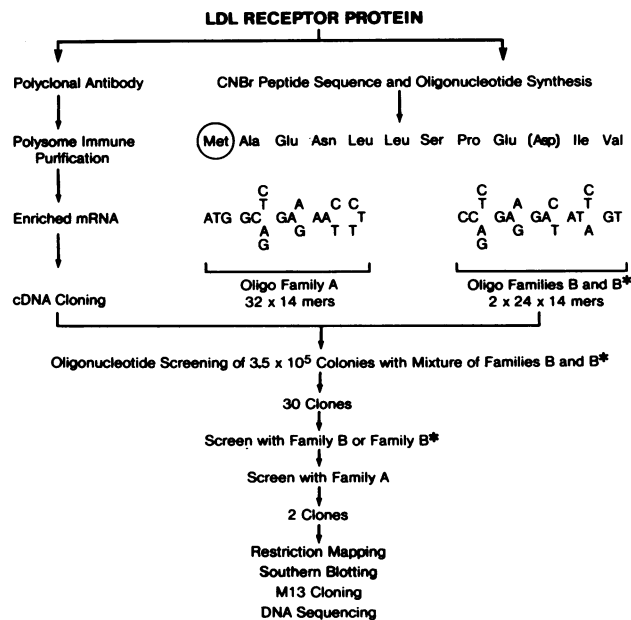 LDL RECEPTOR PROTEIN
Polyclonal Antibody
CNBr Peptide Sequence and Oligonucleotide Synthesis
Polysome Immune
Purification
Met Ala Glu Asn Leu Leu Ser Pro Glu (Asp) Ile Val
Enriched mRNA
C
T A C C
ATG GC GA AA T
A G T T
G
C
T A C
CC GA GA AT GT
A G T A
G
Oligo Family A
32 x 14 mers
Oligo Families B and B*
2 x 24 x 14 mers
cDNA Cloning
Oligonucleotide Screening of 3.5 x 10⁵ Colonies with Mixture of Families B and B*
30 Clones
Screen with Family B or Family B*
Screen with Family A
2 Clones
Restriction Mapping
Southern Blotting
M13 Cloning
DNA Sequencing